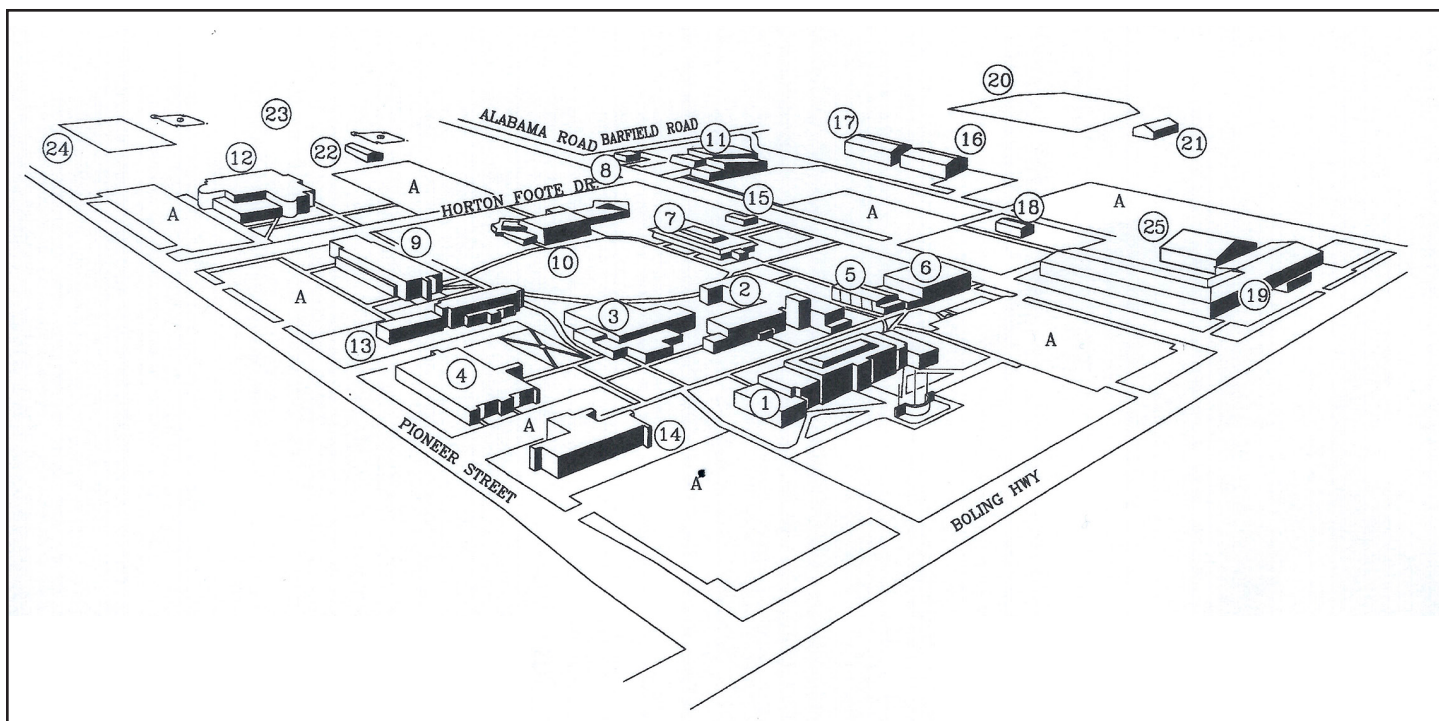 20
23
ALABAMA ROAD
BARFIELD ROAD
17
16
21
24
12
22
8
11
A
HORTON FOOTE DR.
A
15
A
18
A
7
25
9
10
5
6
A
2
19
13
3
4
A
1
A
14
PIONEER STREET
A
BOLING HWY